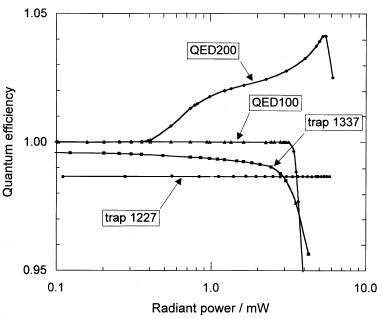 1.05
QED200
Quantum efficiency
QED100
trap 1337
1.00
trap 1227
0.95
0.1
1.0
10.0
Radiant power / mW